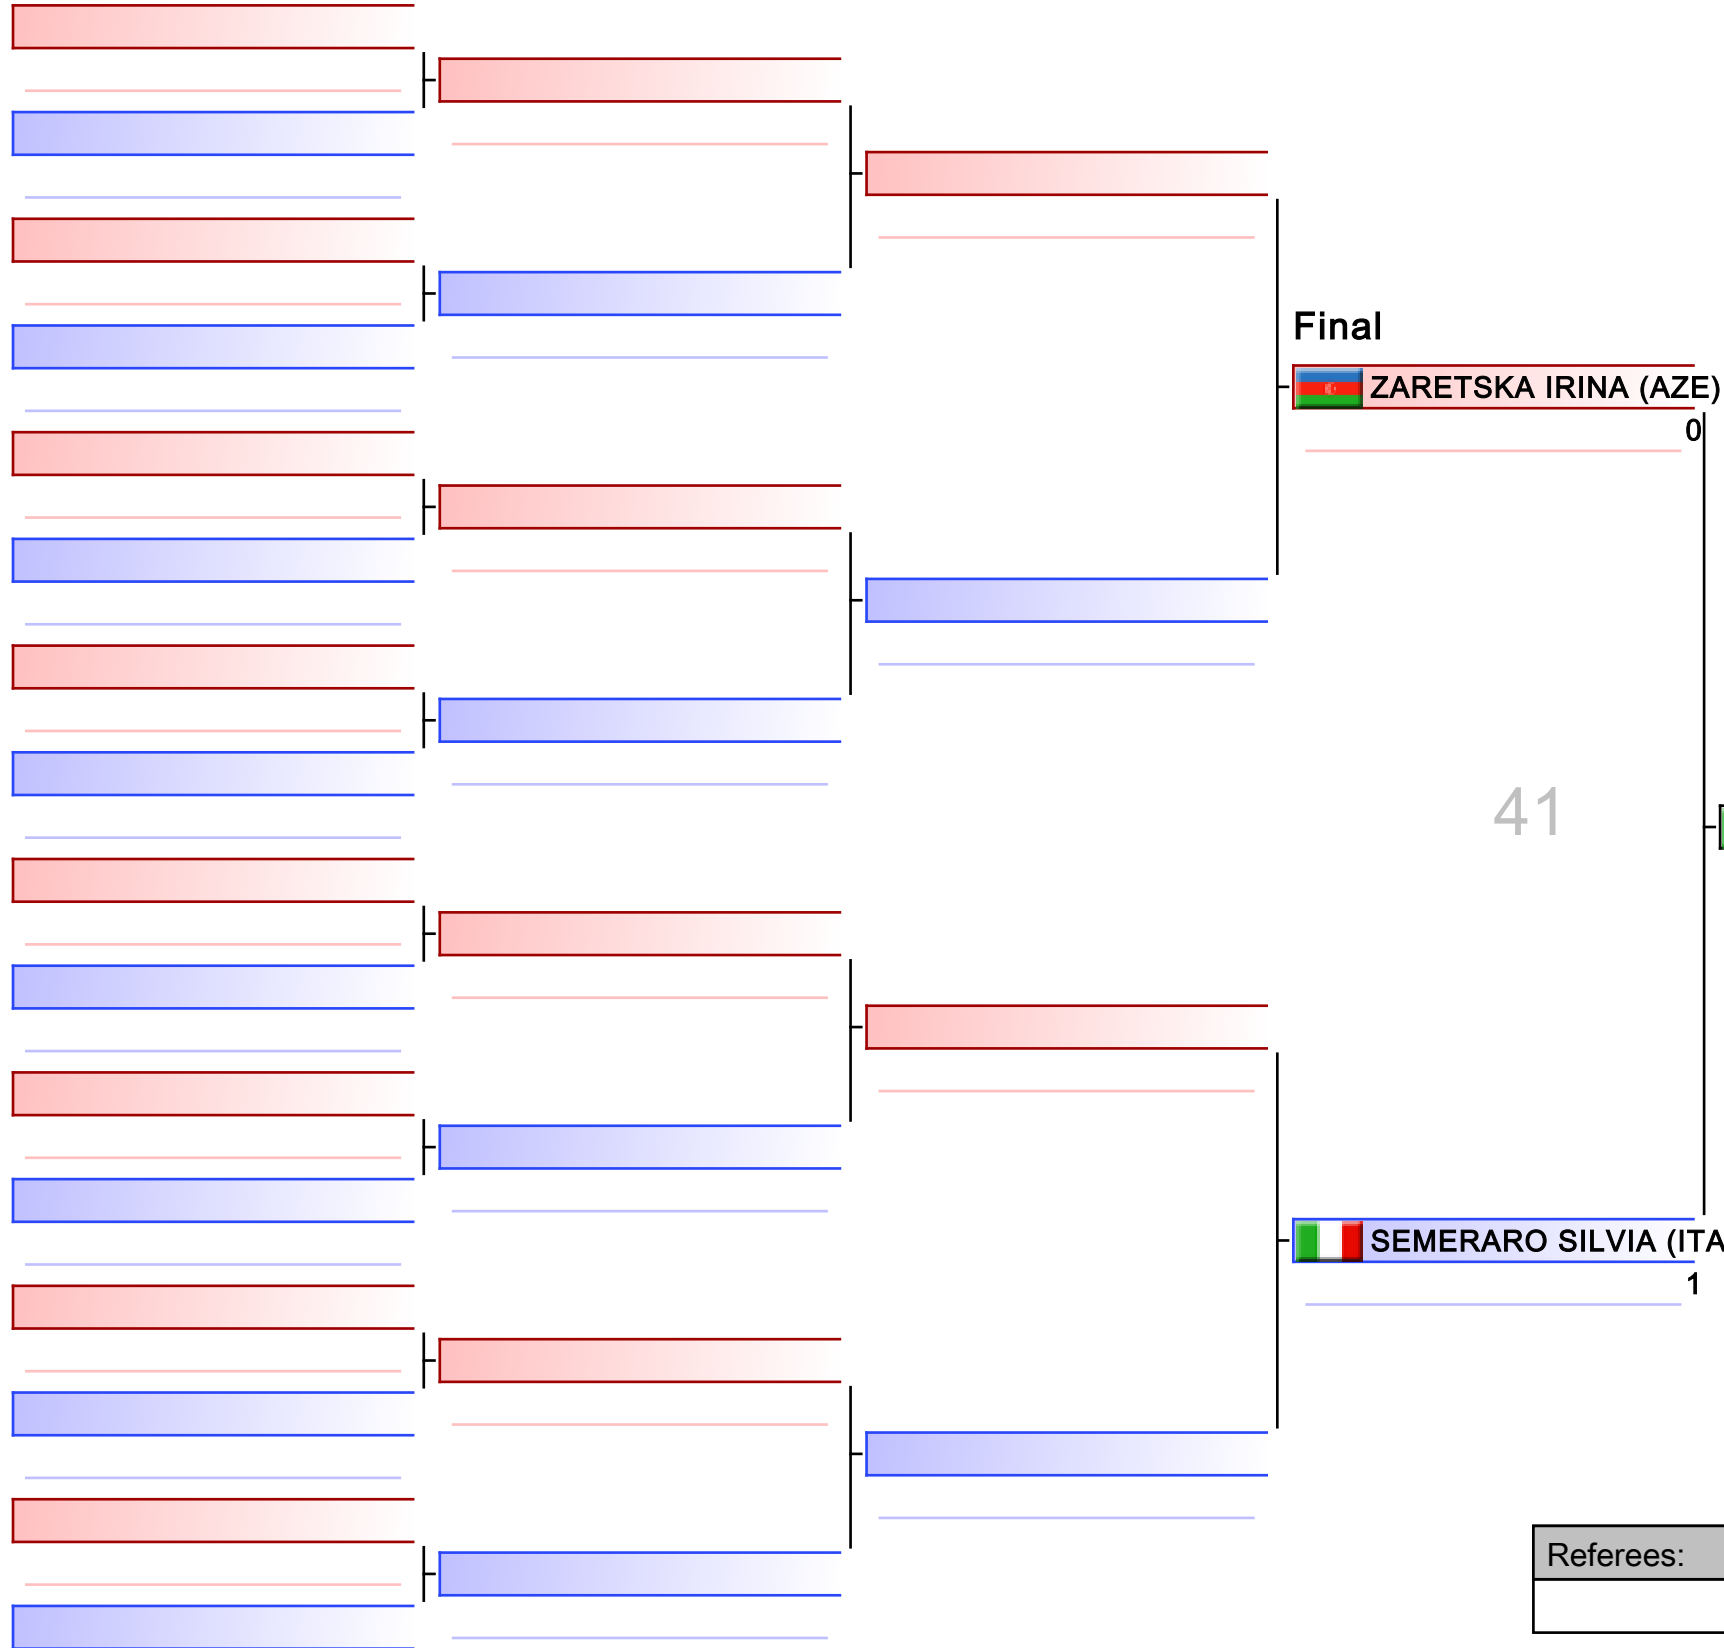 Final
ZARETSKA IRINA (AZE)
0
41
SEMERARO SILVIA (ITA
1
Referees: